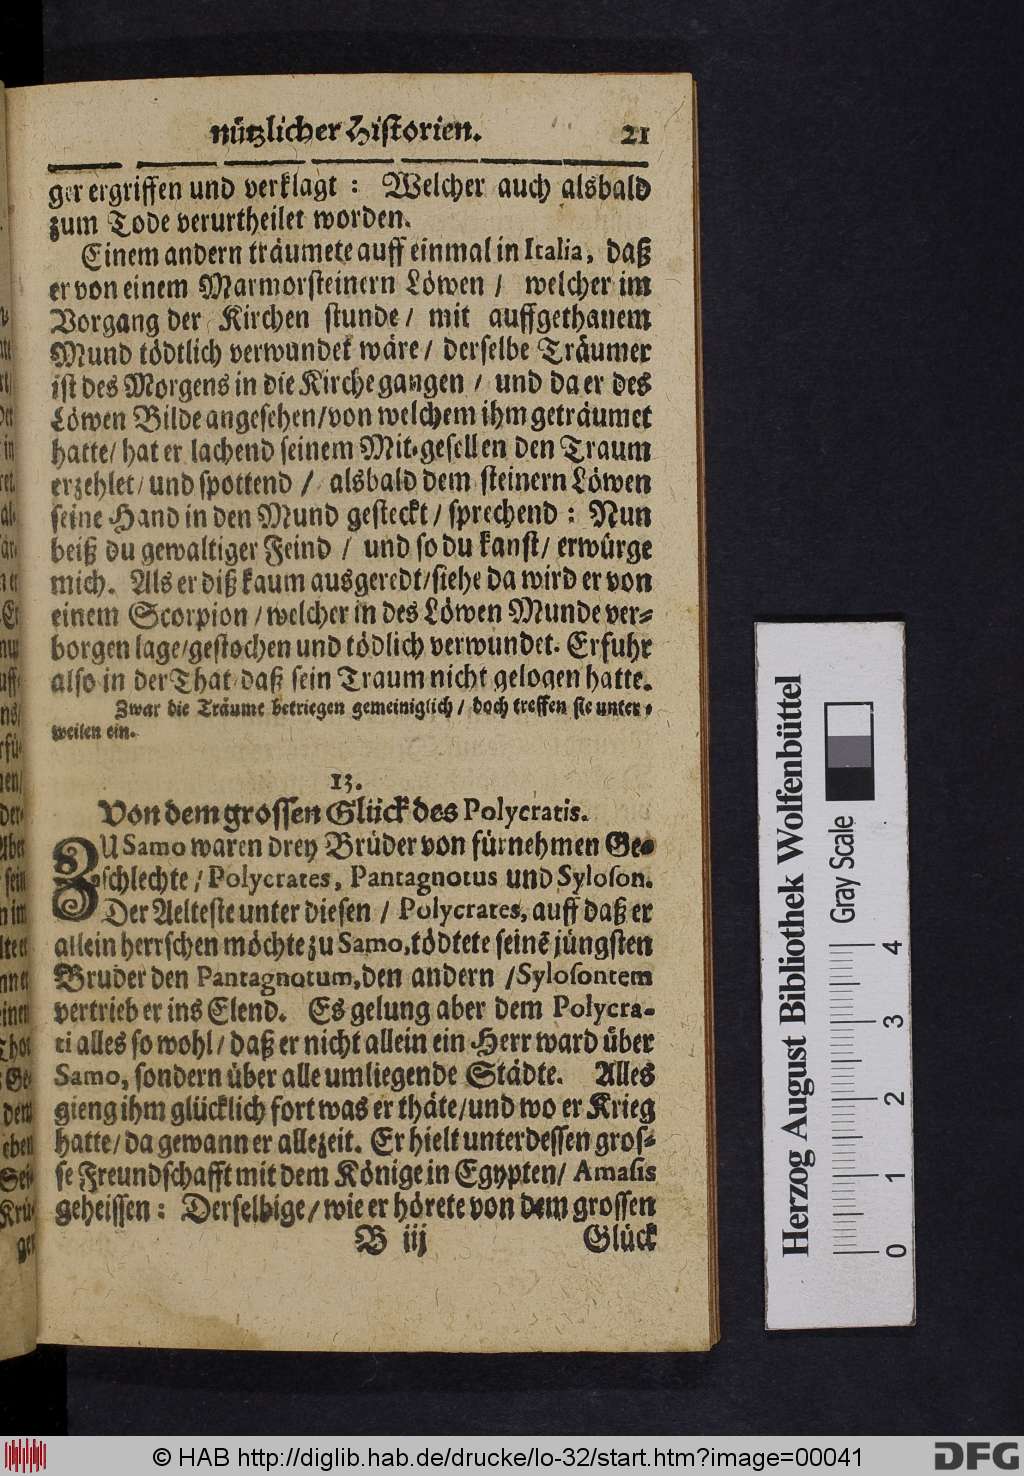 nützlicher Historien. 21
ger ergriffen und verklagt: Welcher auch alsbald
zum Tode verurtheilet worden.
Einem andern träumete auff einmal in Italia, daß
er von einem Marmorsteinern Löwen / welcher im
Vorgang der Kirchen stunde / mit auffgethanem
Mund tödtlich verwundet wäre / derselbe Träumer
ist des Morgens in die Kirche gangen / und da er des
Löwen Bilde angesehen / von welchem ihm geträumet
hatte / hat er lachend seinem Mit-gesellen den Traum
erzehlet / und spottend / alsbald dem steinern Löwen
seine Hand in den Mund gesteckt / sprechend: Nun
beiß du gewaltiger Feind / und so du kanst / erwürge
mich. Als er diß kaum ausgeredt / siehe da wird er von
einem Scorpion / welcher in des Löwen Munde ver-
borgen lage / gestochen und tödlich verwundet. Erfuhr
also in der That daß sein Traum nicht gelogen hatte.
Zwar die Träume betriegen gemeiniglich / doch treffen sie unter-
weilen ein.
13.
Von dem grossen Glück des Polycratis.
ZU Samo waren drey Brüder von fürnehmen Ge-
schlechte / Polycrates, Pantagnotus und Syloson.
Der Aelteste unter diesen / Polycrates, auff daß er
allein herrschen möchte zu Samo, tödtete seinē jüngsten
Bruder den Pantagnotum, den andern / Sylosontem
vertrieb er ins Elend. Es gelung aber dem Polycra-
ti alles so wohl / daß er nicht allein ein Herr ward über
Samo, sondern über alle umliegende Städte. Alles
gieng ihm glücklich fort was er thäte / und wo er Krieg
hatte / da gewann er allezeit. Er hielt unterdessen gros-
se Freundschafft mit dem Könige in Egypten / Amasis
geheissen: Derselbige / wie er hörete von dem grossen
B iij Glück
Herzog August Bibliothek Wolfenbüttel
Gray Scale
0 1 2 3 4
© HAB http://diglib.hab.de/drucke/lo-32/start.htm?image=00041
DFG